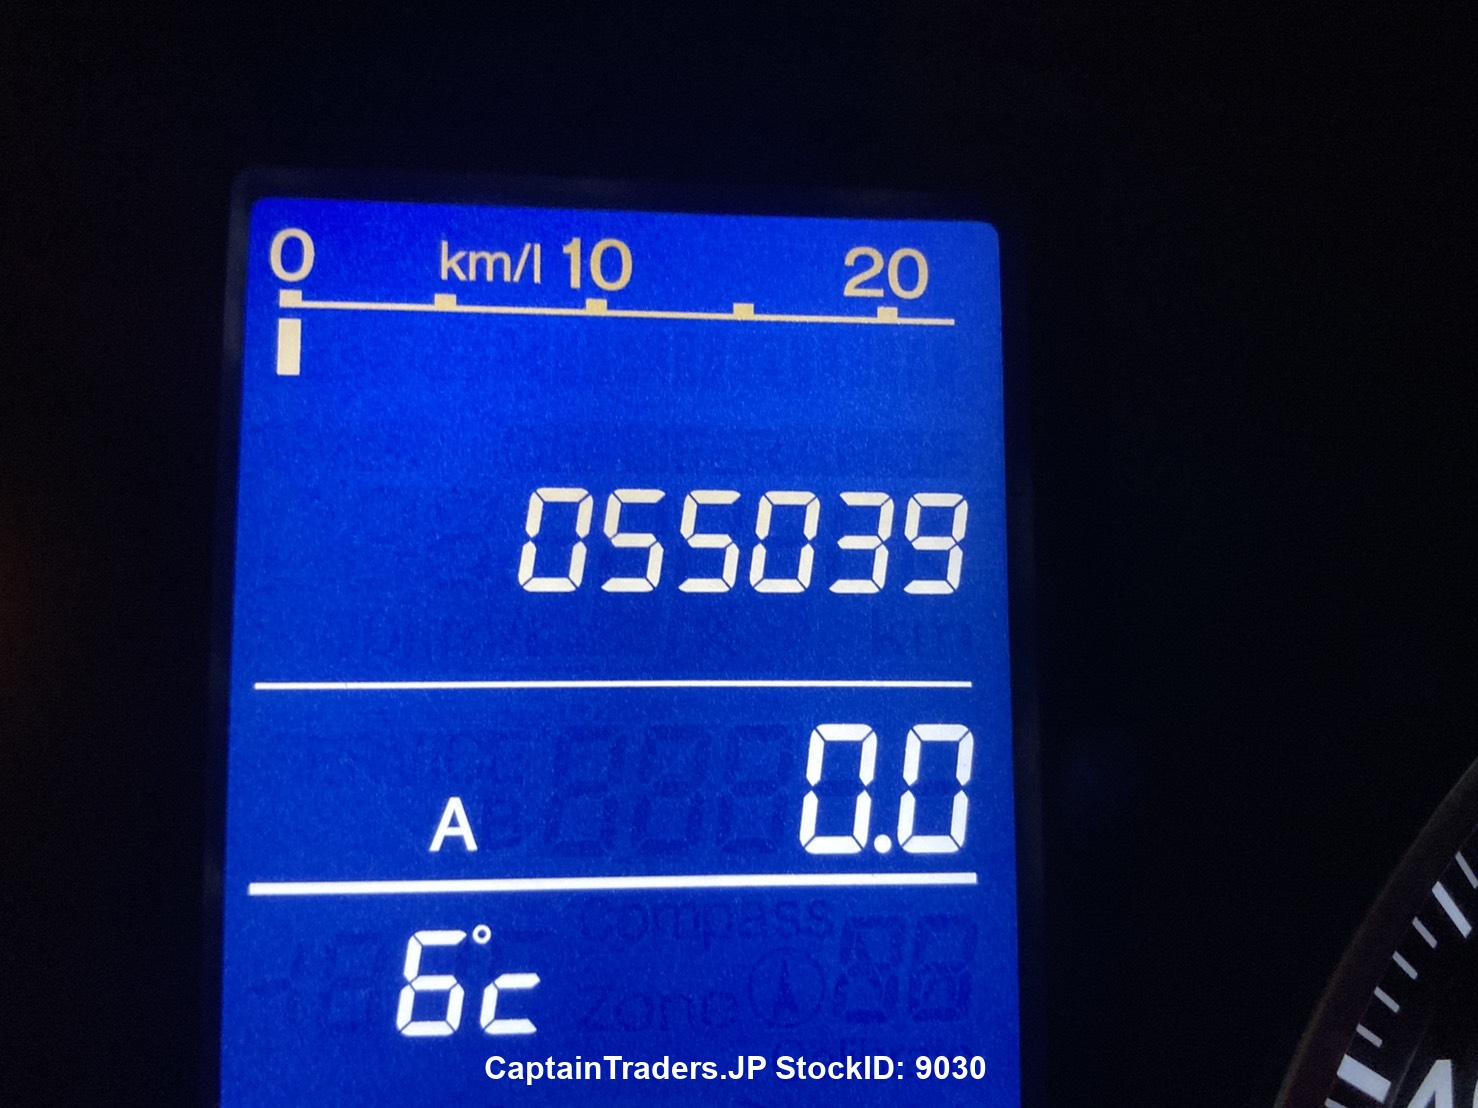 0 km/l 10 20
055039
A 0.0
6°c
CaptainTraders.JP StockID: 9030